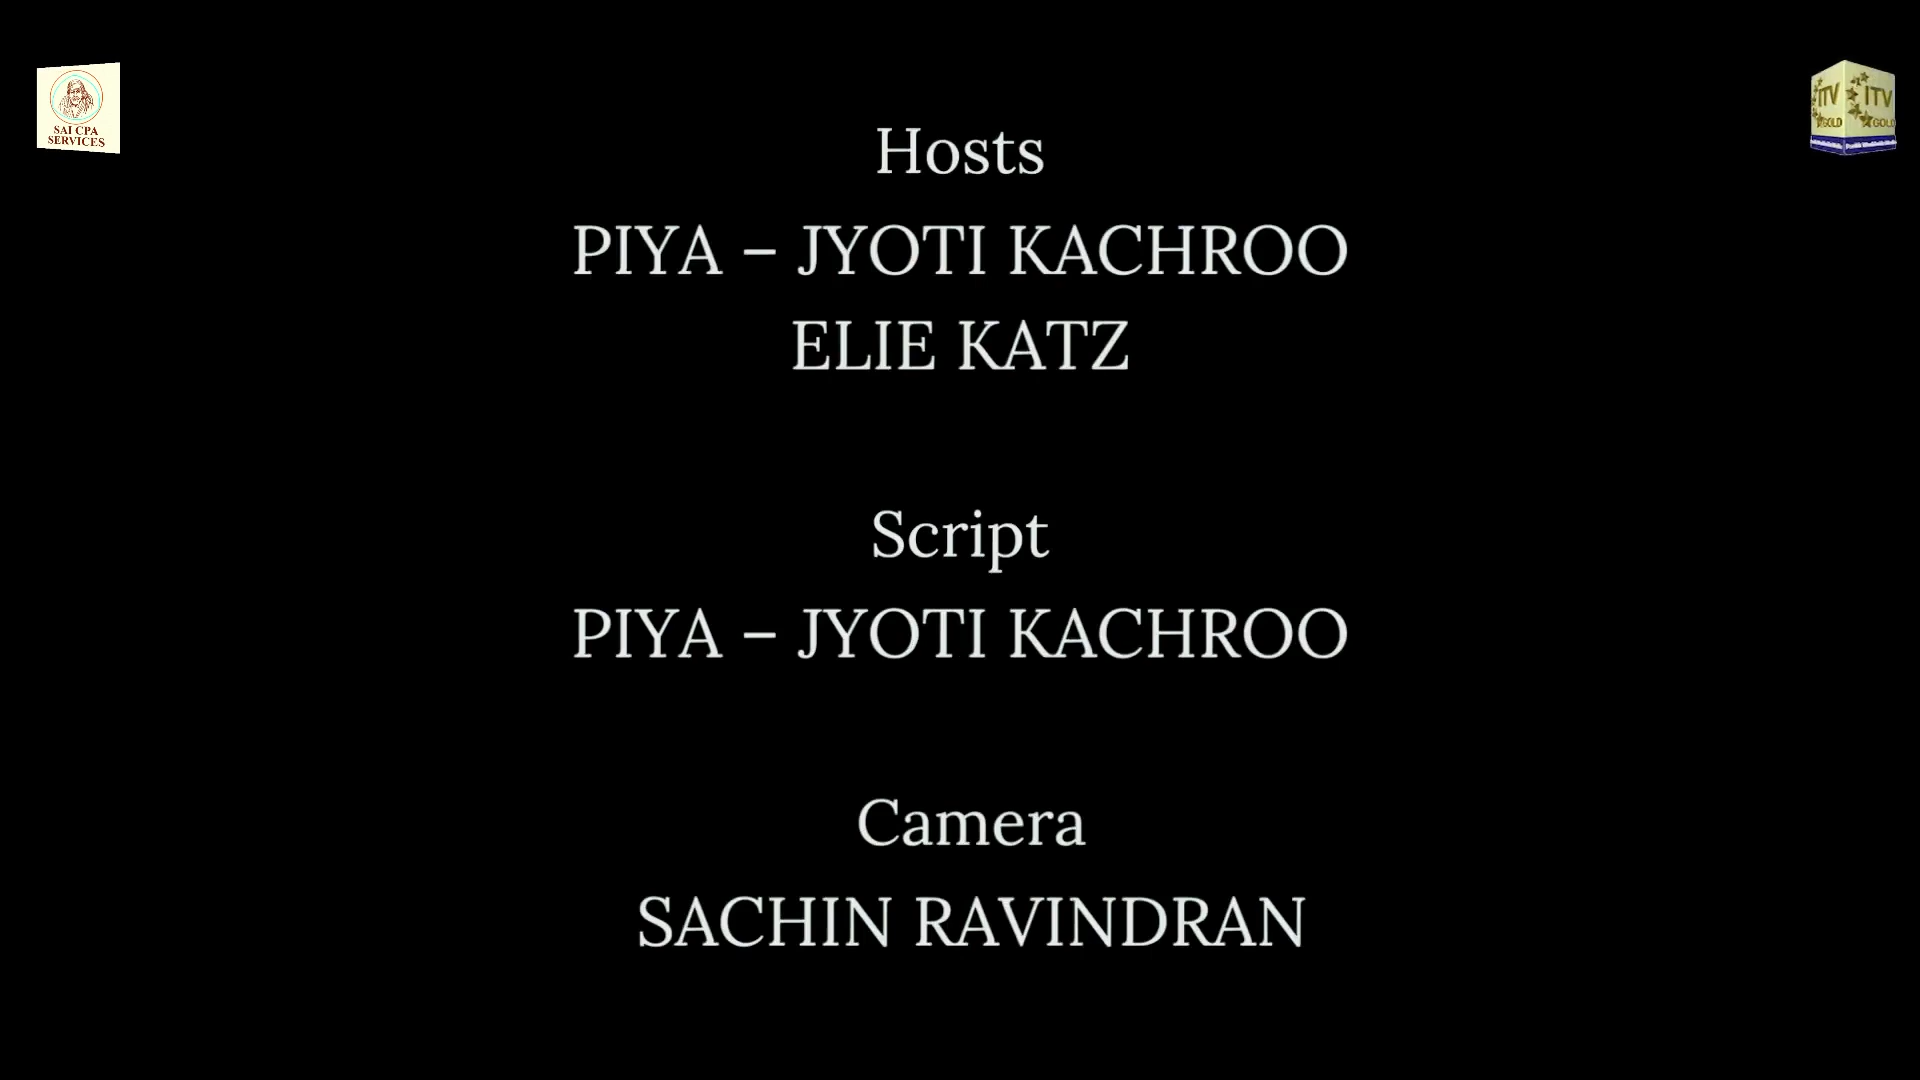 SAI CPA
SERVICES
ITV
GOLD
ITV
GOLD
Hosts
PIYA – JYOTI KACHROO
ELIE KATZ
Script
PIYA – JYOTI KACHROO
Camera
SACHIN RAVINDRAN